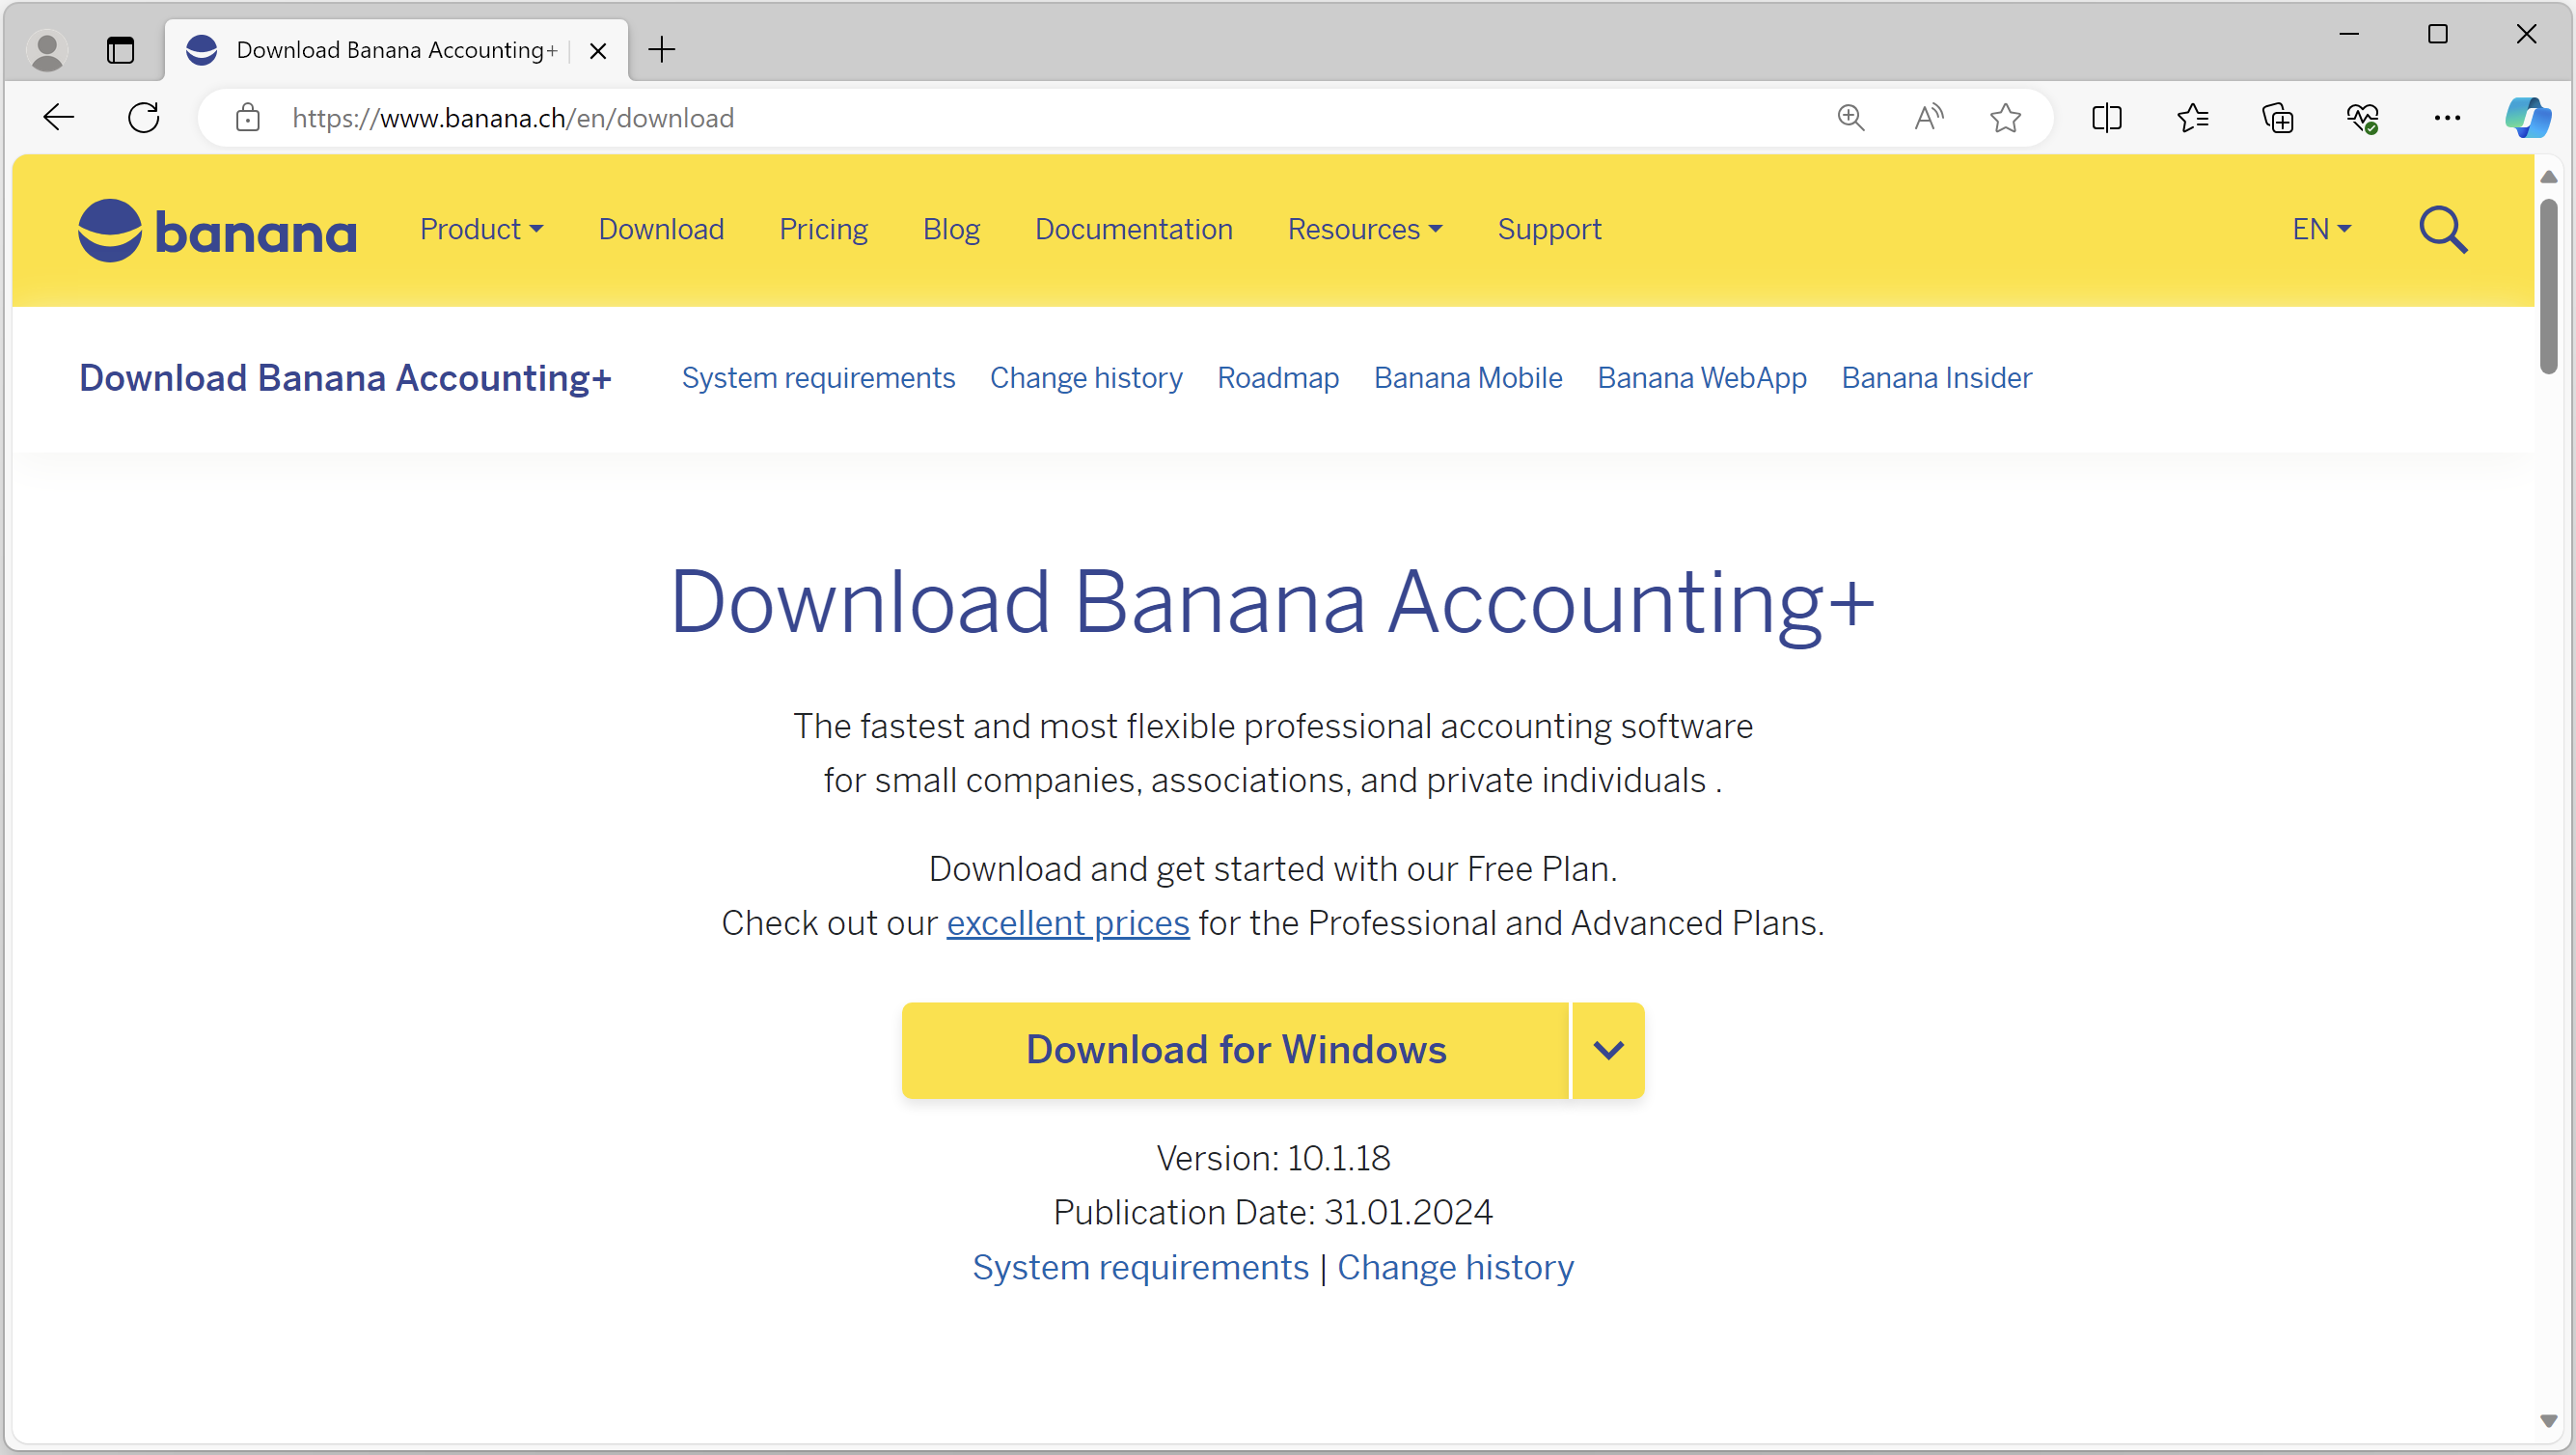 Download Banana Accounting+ |
https://www.banana.ch/en/download
banana Product Download Pricing Blog Documentation Resources Support EN
Download Banana Accounting+ System requirements Change history Roadmap Banana Mobile Banana WebApp Banana Insider
Download Banana Accounting+
The fastest and most flexible professional accounting software
for small companies, associations, and private individuals .
Download and get started with our Free Plan.
Check out our excellent prices for the Professional and Advanced Plans.
Download for Windows
Version: 10.1.18
Publication Date: 31.01.2024
System requirements | Change history